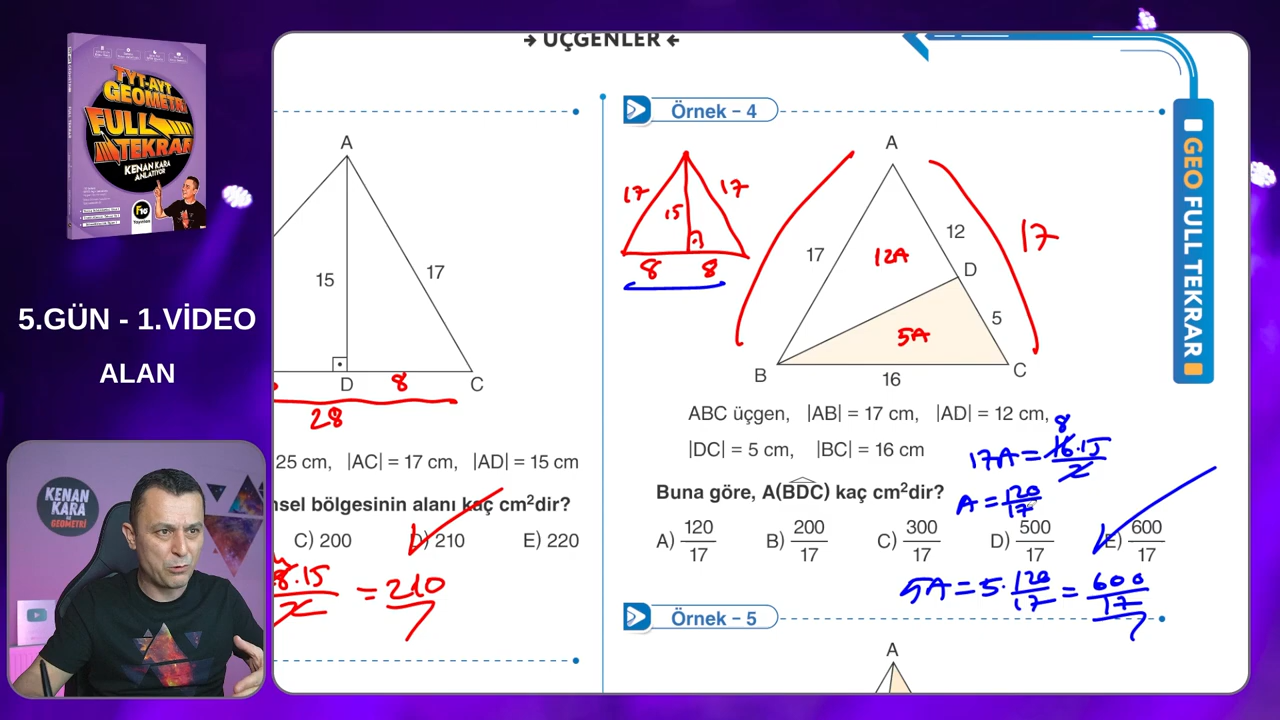 TYT-AYT
GEOMETRİ
FULL
TEKRAR
KENAN KARA
ANLATIYOR
5.GÜN - 1.VİDEO
ALAN
KENAN
KARA
GEOMETRİ
→ ÜÇGENLER ←
A
15
17
D
8
C
28
25 cm, |AC| = 17 cm, |AD| = 15 cm
nsel bölgesinin alanı kaç cm²dir?
C) 200 D) 210 E) 220
8.15
2
= 210
Örnek – 4
17
17
15
8
8
A
17
12
12A
D
17
5
5A
B
16
C
ABC üçgen, |AB| = 17 cm, |AD| = 12 cm,
|DC| = 5 cm, |BC| = 16 cm
8
17A = 16.15
2
A = 120
17
Buna göre, A(BDC) kaç cm²dir?
A) 120/17 B) 200/17 C) 300/17 D) 500/17 E) 600/17
5A = 5.120/17 = 600/17
Örnek – 5
A
GEO FULL TEKRAR